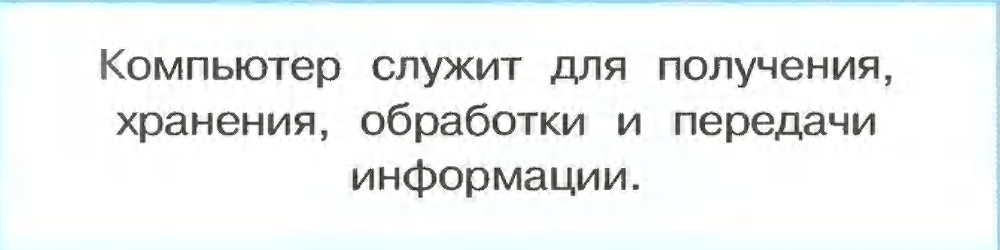 Компьютер служит для получения,
хранения, обработки и передачи
информации.